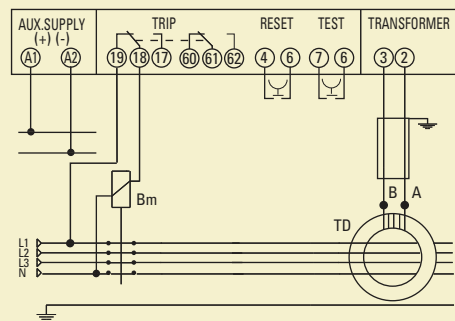 AUX.SUPPLY TRIP RESET TEST TRANSFORMER
(+) (-)
A1 A2 19 18 17 60 61 62 4 6 7 6 3 2
B A
Bm
TD
L1
L2
L3
N